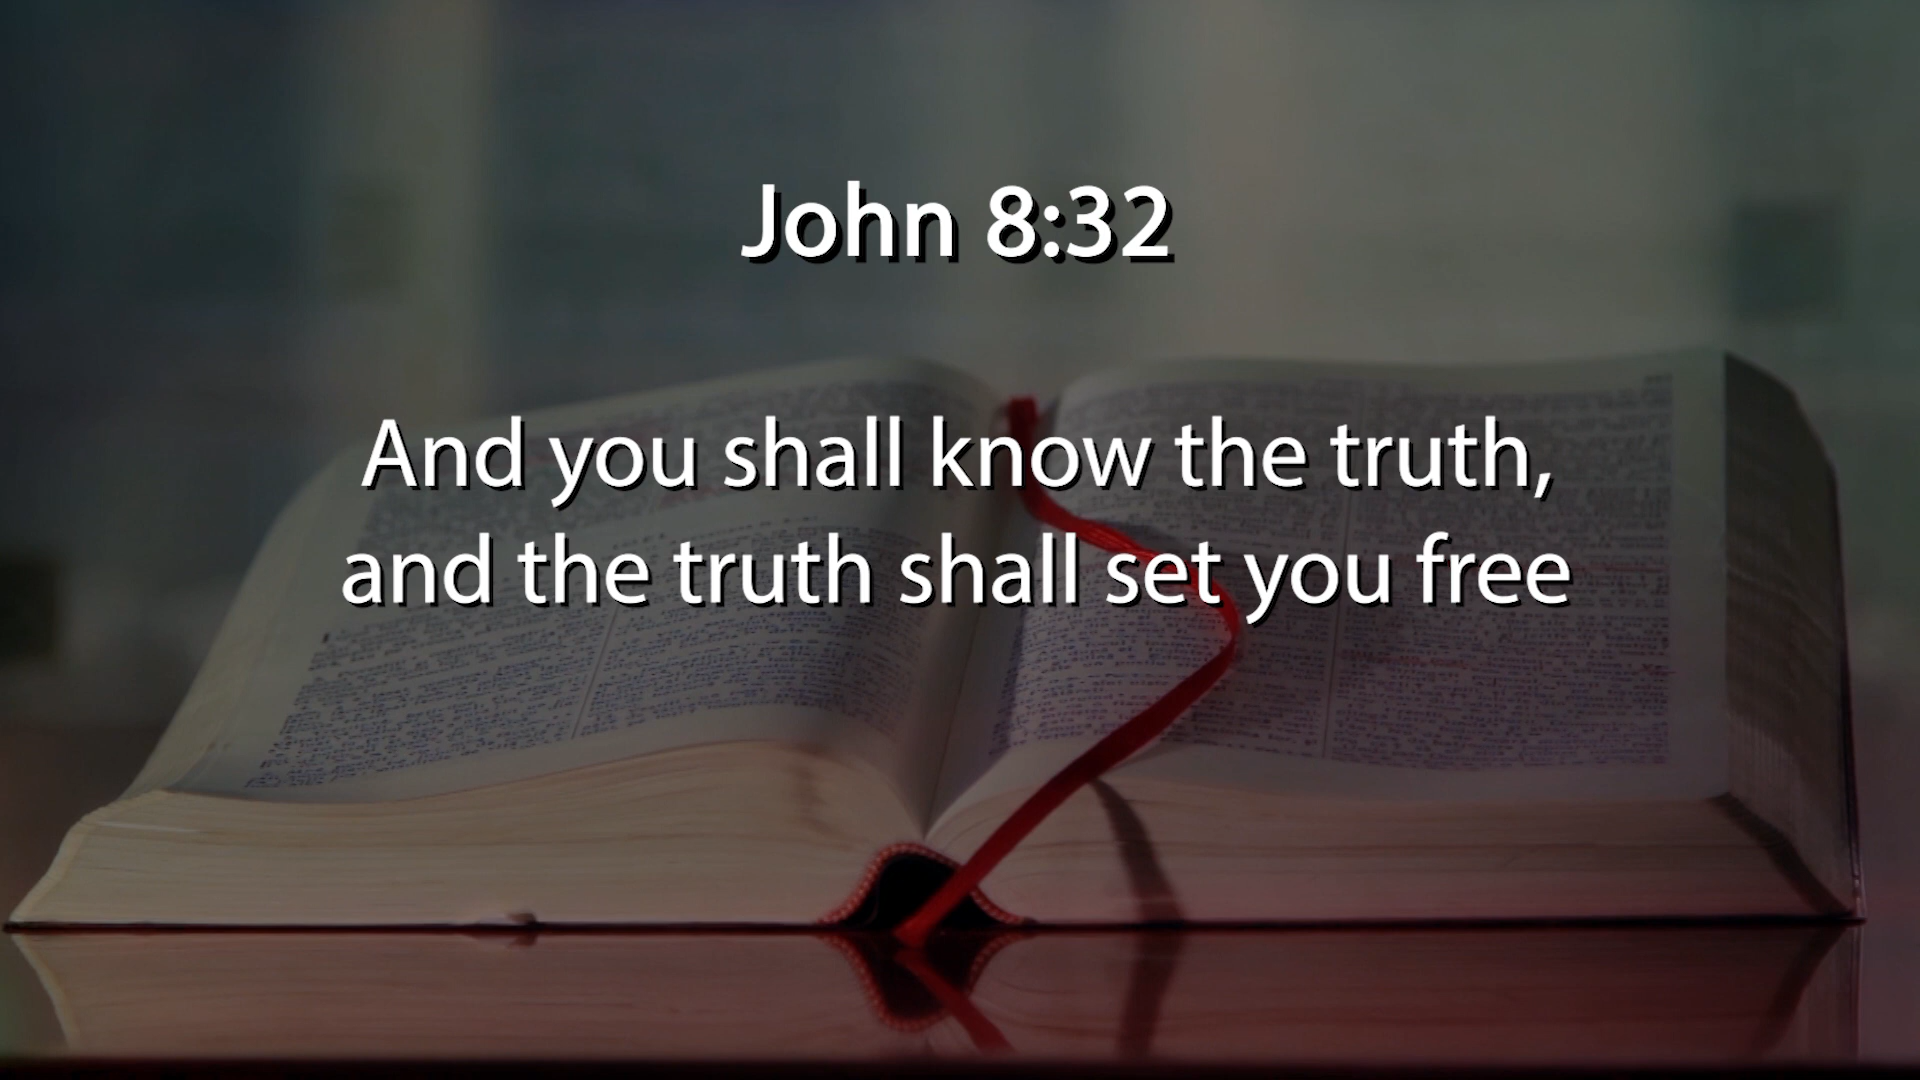 John 8:32
And you shall know the truth,
and the truth shall set you free